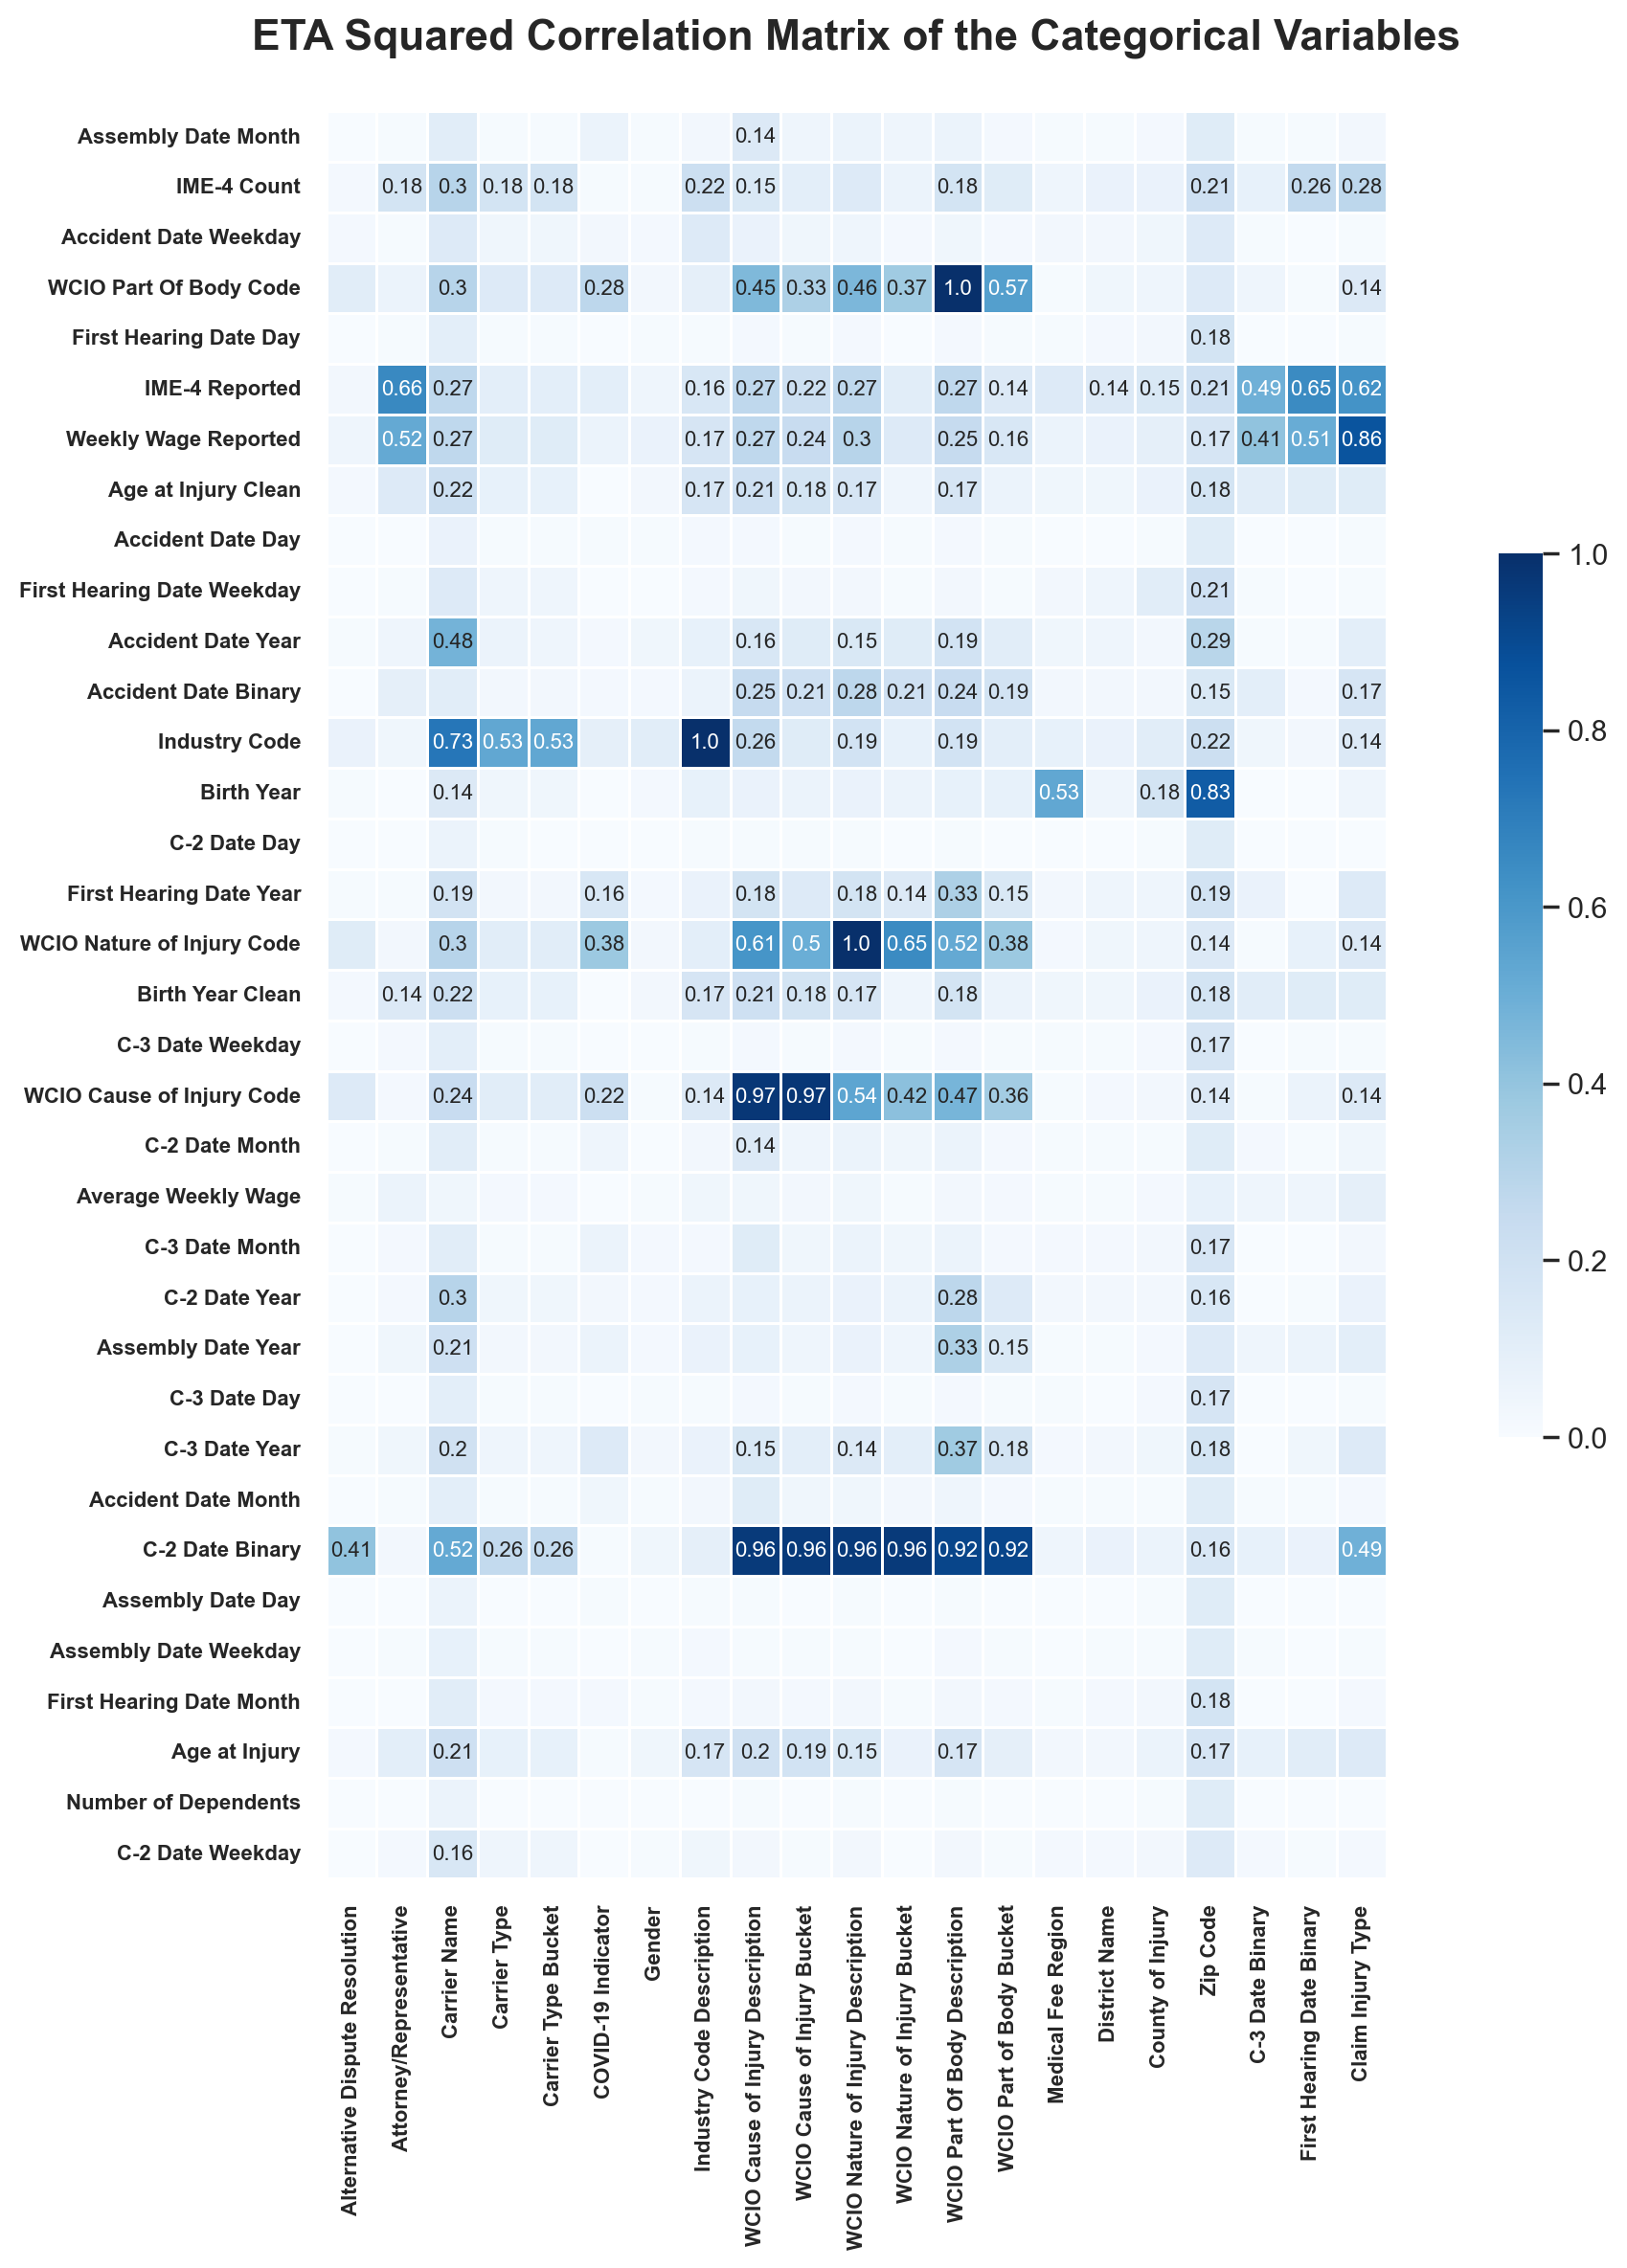 ETA Squared Correlation Matrix of the Categorical Variables
Assembly Date Month 0.14
IME-4 Count 0.18 0.3 0.18 0.18 0.22 0.15 0.18 0.21 0.26 0.28
Accident Date Weekday
WCIO Part Of Body Code 0.3 0.28 0.45 0.33 0.46 0.37 1.0 0.57 0.14
First Hearing Date Day 0.18
IME-4 Reported 0.66 0.27 0.16 0.27 0.22 0.27 0.27 0.14 0.14 0.15 0.21 0.49 0.65 0.62
Weekly Wage Reported 0.52 0.27 0.17 0.27 0.24 0.3 0.25 0.16 0.17 0.41 0.51 0.86
Age at Injury Clean 0.22 0.17 0.21 0.18 0.17 0.17 0.18
Accident Date Day
1.0
First Hearing Date Weekday 0.21
Accident Date Year 0.48 0.16 0.15 0.19 0.29
Accident Date Binary 0.25 0.21 0.28 0.21 0.24 0.19 0.15 0.17
0.8
Industry Code 0.73 0.53 0.53 1.0 0.26 0.19 0.19 0.22 0.14
Birth Year 0.14 0.53 0.18 0.83
C-2 Date Day
First Hearing Date Year 0.19 0.16 0.18 0.18 0.14 0.33 0.15 0.19
0.6
WCIO Nature of Injury Code 0.3 0.38 0.61 0.5 1.0 0.65 0.52 0.38 0.14 0.14
Birth Year Clean 0.14 0.22 0.17 0.21 0.18 0.17 0.18 0.18
C-3 Date Weekday 0.17
0.4
WCIO Cause of Injury Code 0.24 0.22 0.14 0.97 0.97 0.54 0.42 0.47 0.36 0.14 0.14
C-2 Date Month 0.14
Average Weekly Wage
C-3 Date Month 0.17
0.2
C-2 Date Year 0.3 0.28 0.16
Assembly Date Year 0.21 0.33 0.15
C-3 Date Day 0.17
0.0
C-3 Date Year 0.2 0.15 0.14 0.37 0.18 0.18
Accident Date Month
C-2 Date Binary 0.41 0.52 0.26 0.26 0.96 0.96 0.96 0.96 0.92 0.92 0.16 0.49
Assembly Date Day
Assembly Date Weekday
First Hearing Date Month 0.18
Age at Injury 0.21 0.17 0.2 0.19 0.15 0.17 0.17
Number of Dependents
C-2 Date Weekday 0.16
Alternative Dispute Resolution
Attorney/Representative
Carrier Name
Carrier Type
Carrier Type Bucket
COVID-19 Indicator
Gender
Industry Code Description
WCIO Cause of Injury Description
WCIO Cause of Injury Bucket
WCIO Nature of Injury Description
WCIO Nature of Injury Bucket
WCIO Part Of Body Description
WCIO Part of Body Bucket
Medical Fee Region
District Name
County of Injury
Zip Code
C-3 Date Binary
First Hearing Date Binary
Claim Injury Type